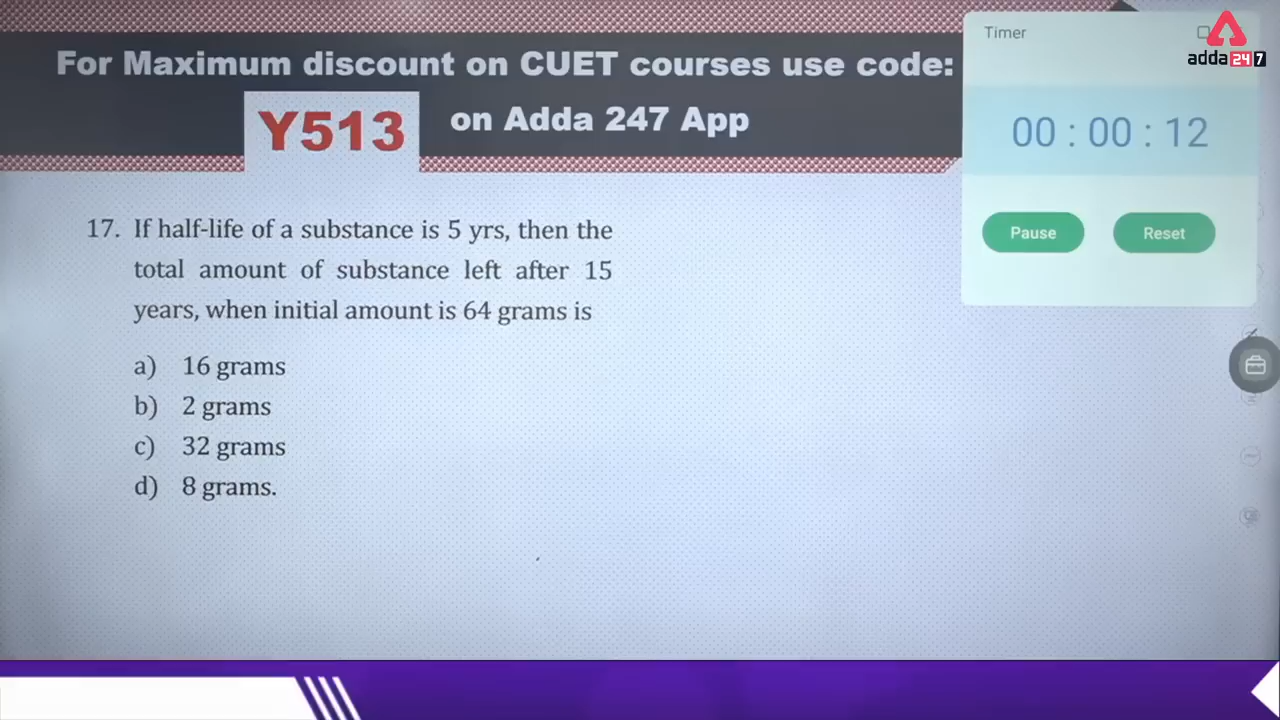 For Maximum discount on CUET courses use code:
Y513 on Adda 247 App
Timer
adda247
00 : 00 : 12
Pause Reset
17. If half-life of a substance is 5 yrs, then the
total amount of substance left after 15
years, when initial amount is 64 grams is
a) 16 grams
b) 2 grams
c) 32 grams
d) 8 grams.